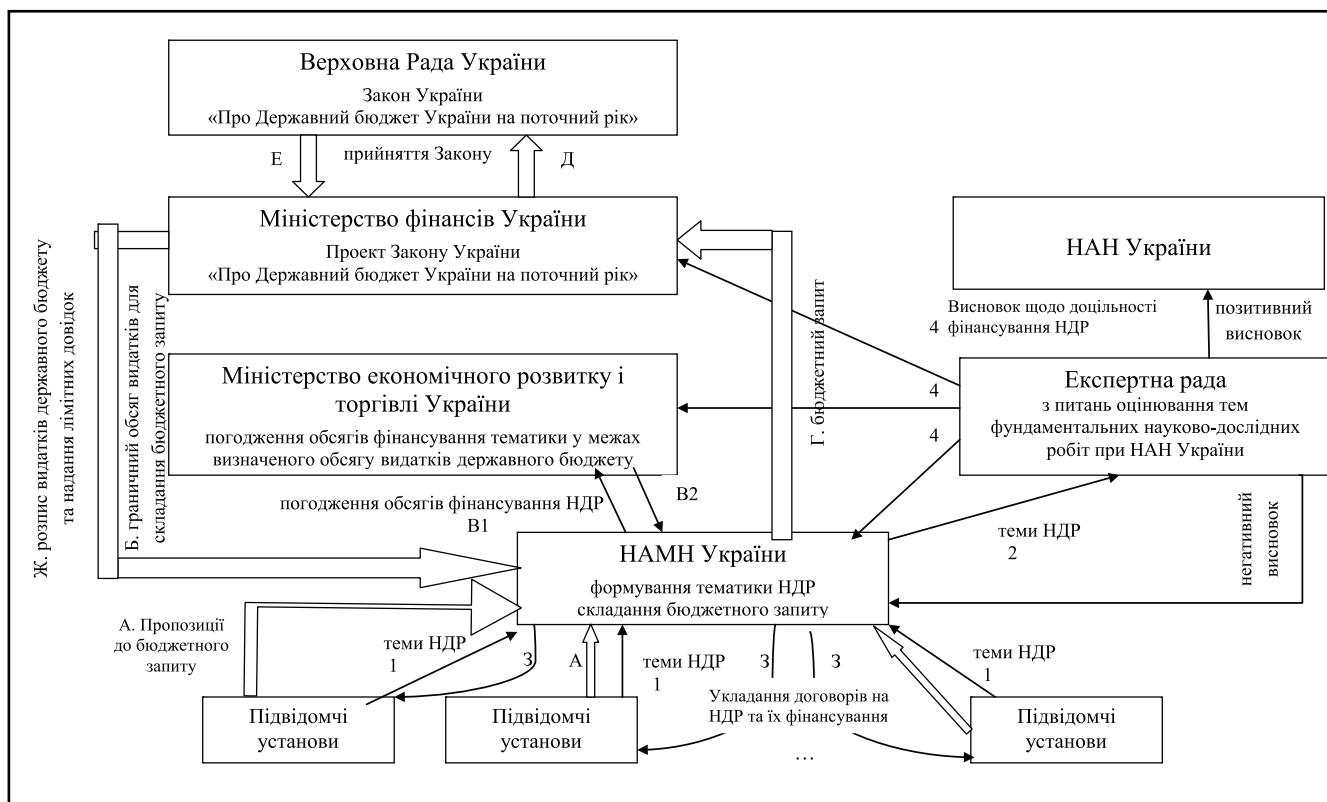 Верховна Рада України
Закон України
«Про Державний бюджет України на поточний рік»
Е
прийняття Закону
Д
Міністерство фінансів України
Проект Закону України
«Про Державний бюджет України на поточний рік»
Ж. розпис видатків державного бюджету
та надання лімітних довідок
Б. граничний обсяг видатків для
складання бюджетного запиту
Г. бюджетний запит
НАН України
4
Висновок щодо доцільності
фінансування НДР
позитивний
висновок
Міністерство економічного розвитку і
торгівлі України
погодження обсягів фінансування тематики у межах
визначеного обсягу видатків державного бюджету
4
4
Експертна рада
з питань оцінювання тем
фундаментальних науково-дослідних
робіт при НАН України
погодження обсягів фінансування НДР
В1
В2
теми НДР
2
негативний
висновок
НАМН України
формування тематики НДР
складання бюджетного запиту
А. Пропозиції
до бюджетного
запиту
теми НДР
1
З
А
теми НДР
1
З
З
теми НДР
1
Укладання договорів на
НДР та їх фінансування
Підвідомчі
установи
Підвідомчі
установи
...
Підвідомчі
установи